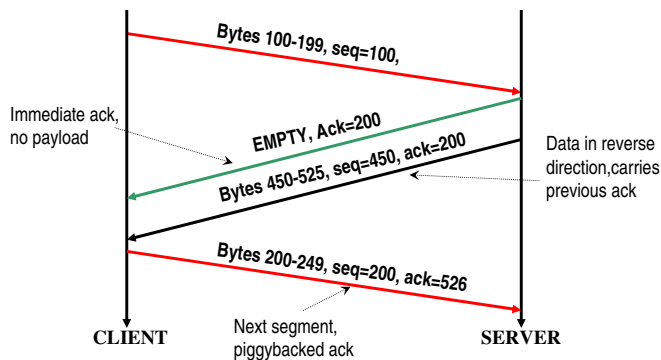 Bytes 100-199, seq=100,
Immediate ack,
no payload
EMPTY, Ack=200
Bytes 450-525, seq=450, ack=200
Data in reverse
direction,carries
previous ack
Bytes 200-249, seq=200, ack=526
Next segment,
piggybacked ack
CLIENT
SERVER